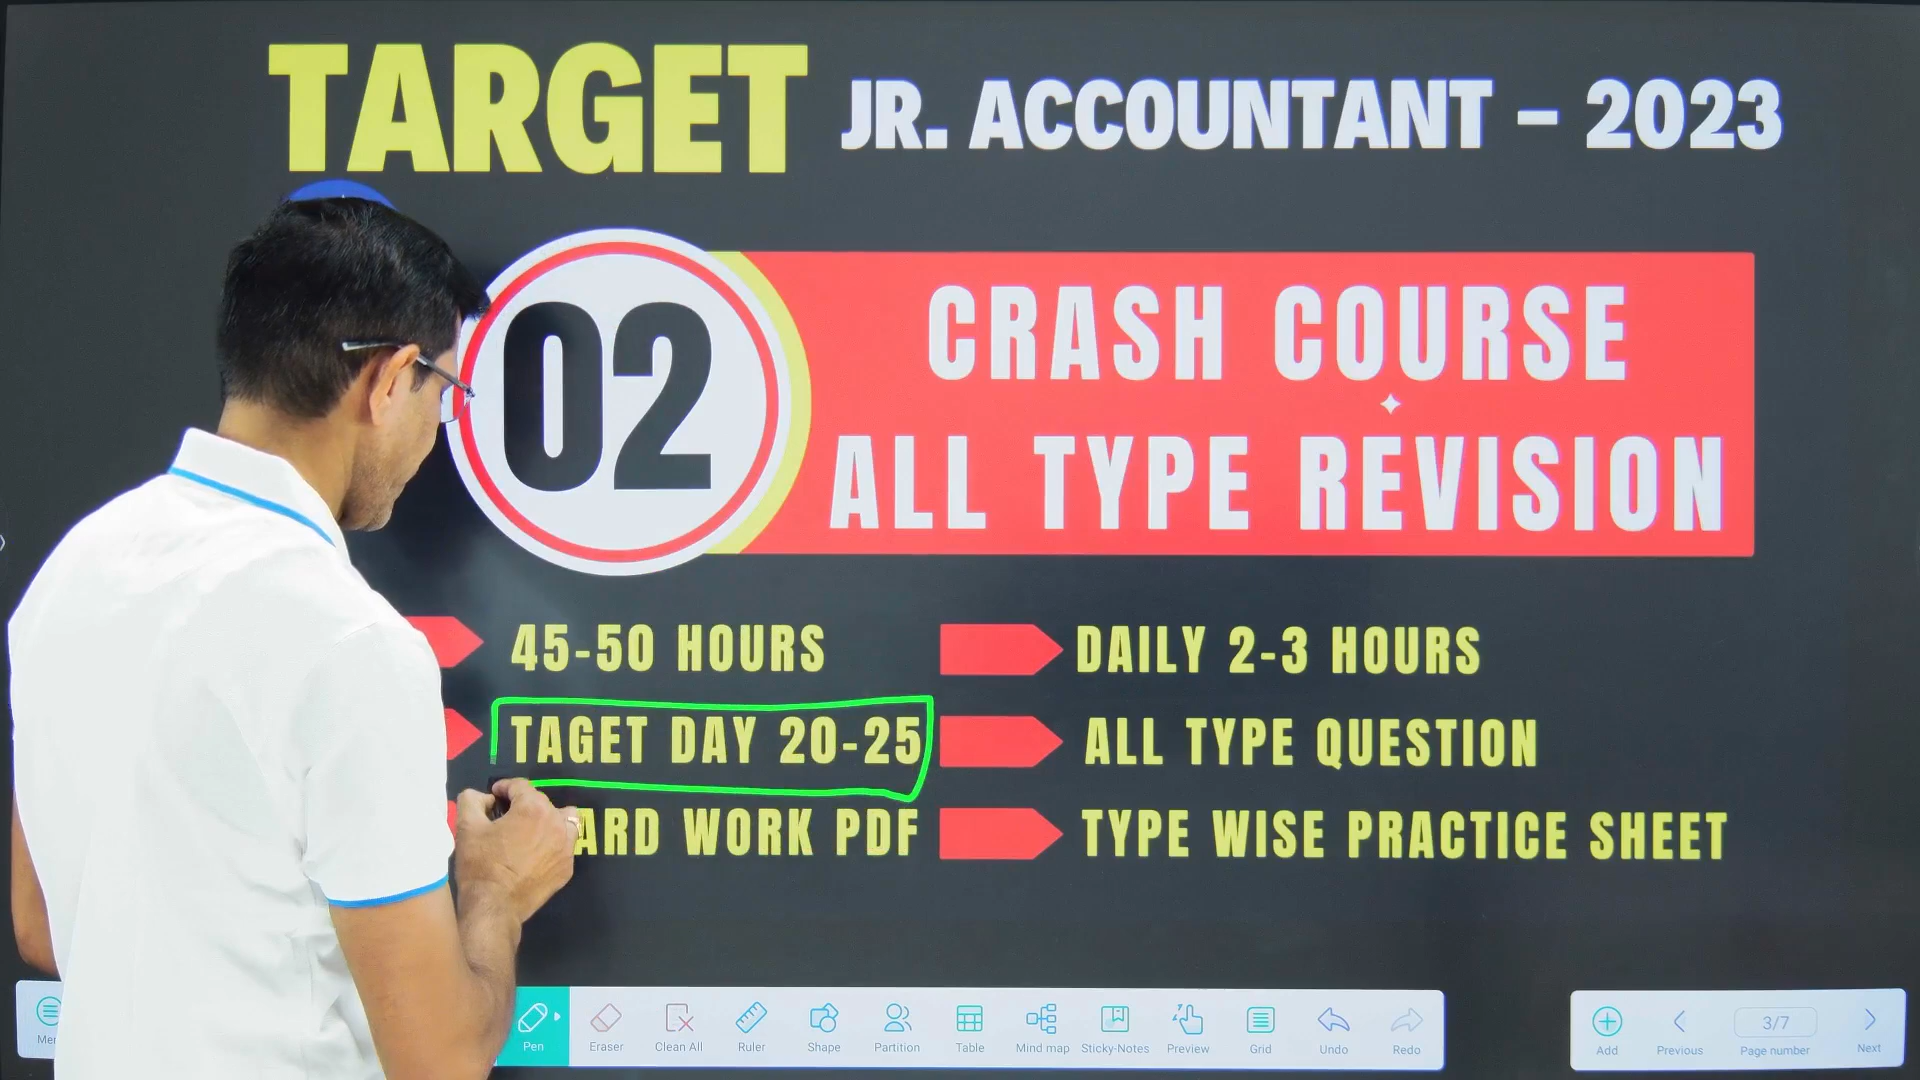 TARGET JR. ACCOUNTANT - 2023
02
CRASH COURSE
ALL TYPE REVISION
45-50 HOURS
DAILY 2-3 HOURS
TAGET DAY 20-25
ALL TYPE QUESTION
WORK PDF
TYPE WISE PRACTICE SHEET
Pen
Eraser
Clean All
Ruler
Shape
Partition
Table
Mind map
Sticky-Notes
Preview
Grid
Undo
Redo
Add
Previous
3/7
Page number
Next